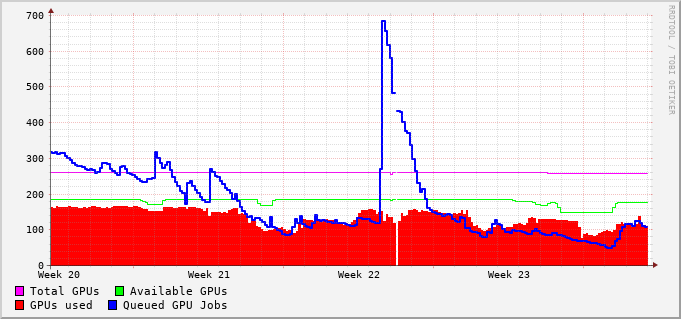 700
600
500
400
300
200
100
0
Week 20 Week 21 Week 22 Week 23
Total GPUs Available GPUs
GPUs used Queued GPU Jobs
RRDTOOL / TOBI OETIKER